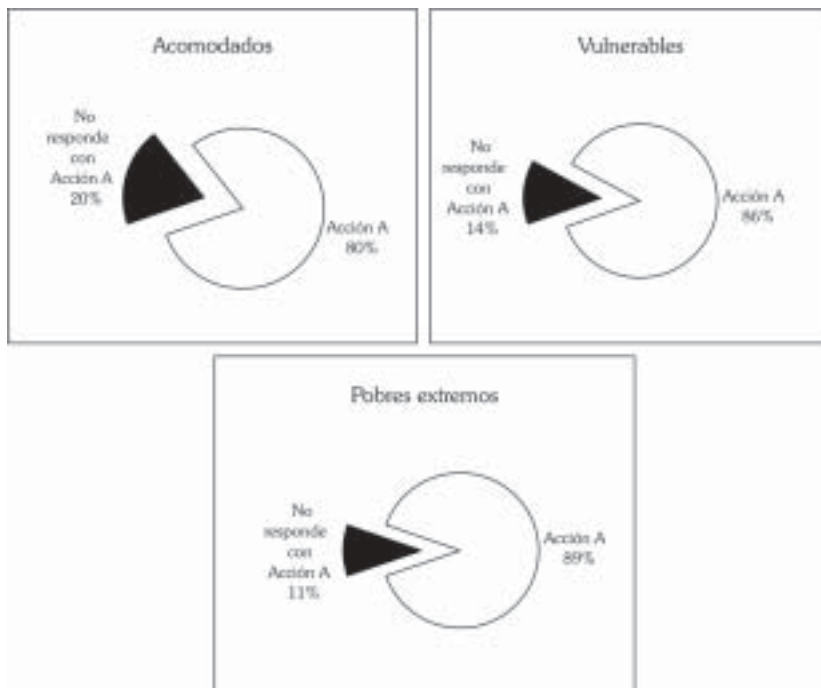 Acomodados
No
responde
con
Acción A
20%
Acción A
80%
Vulnerables
No
responde
con
Acción A
14%
Acción A
86%
Pobres extremos
No
responde
con
Acción A
11%
Acción A
89%